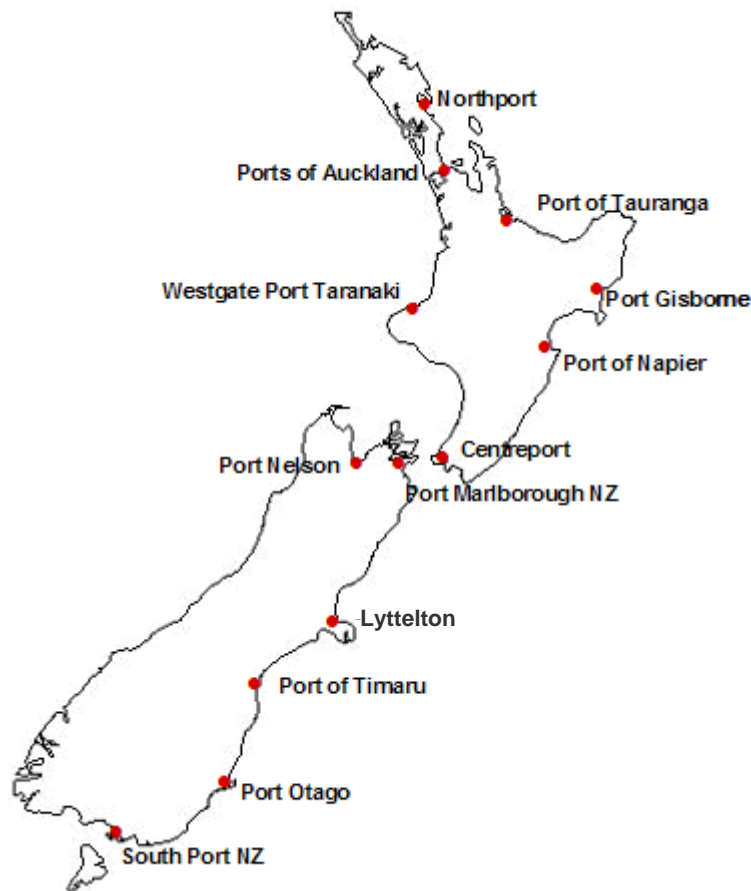 Northport
Ports of Auckland
Port of Tauranga
Westgate Port Taranaki
Port Gisborne
Port of Napier
Centreport
Port Nelson
Port Marlborough NZ
Lyttelton
Port of Timaru
Port Otago
South Port NZ